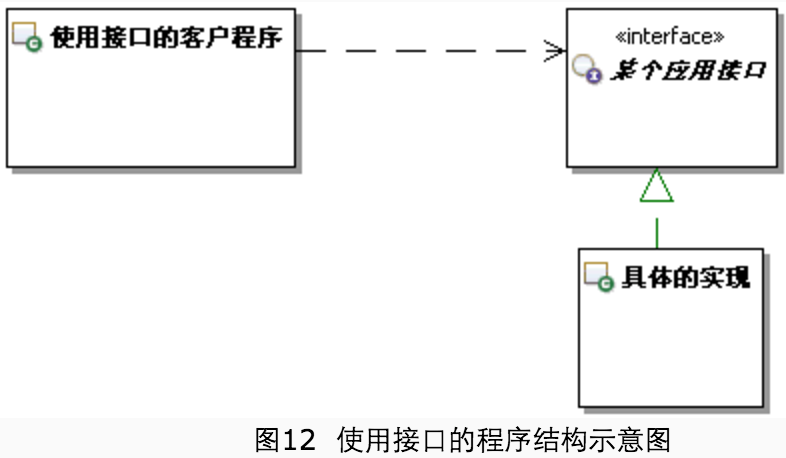 使用接口的客户程序
«interface»
某个应用接口
具体的实现
图12 使用接口的程序结构示意图